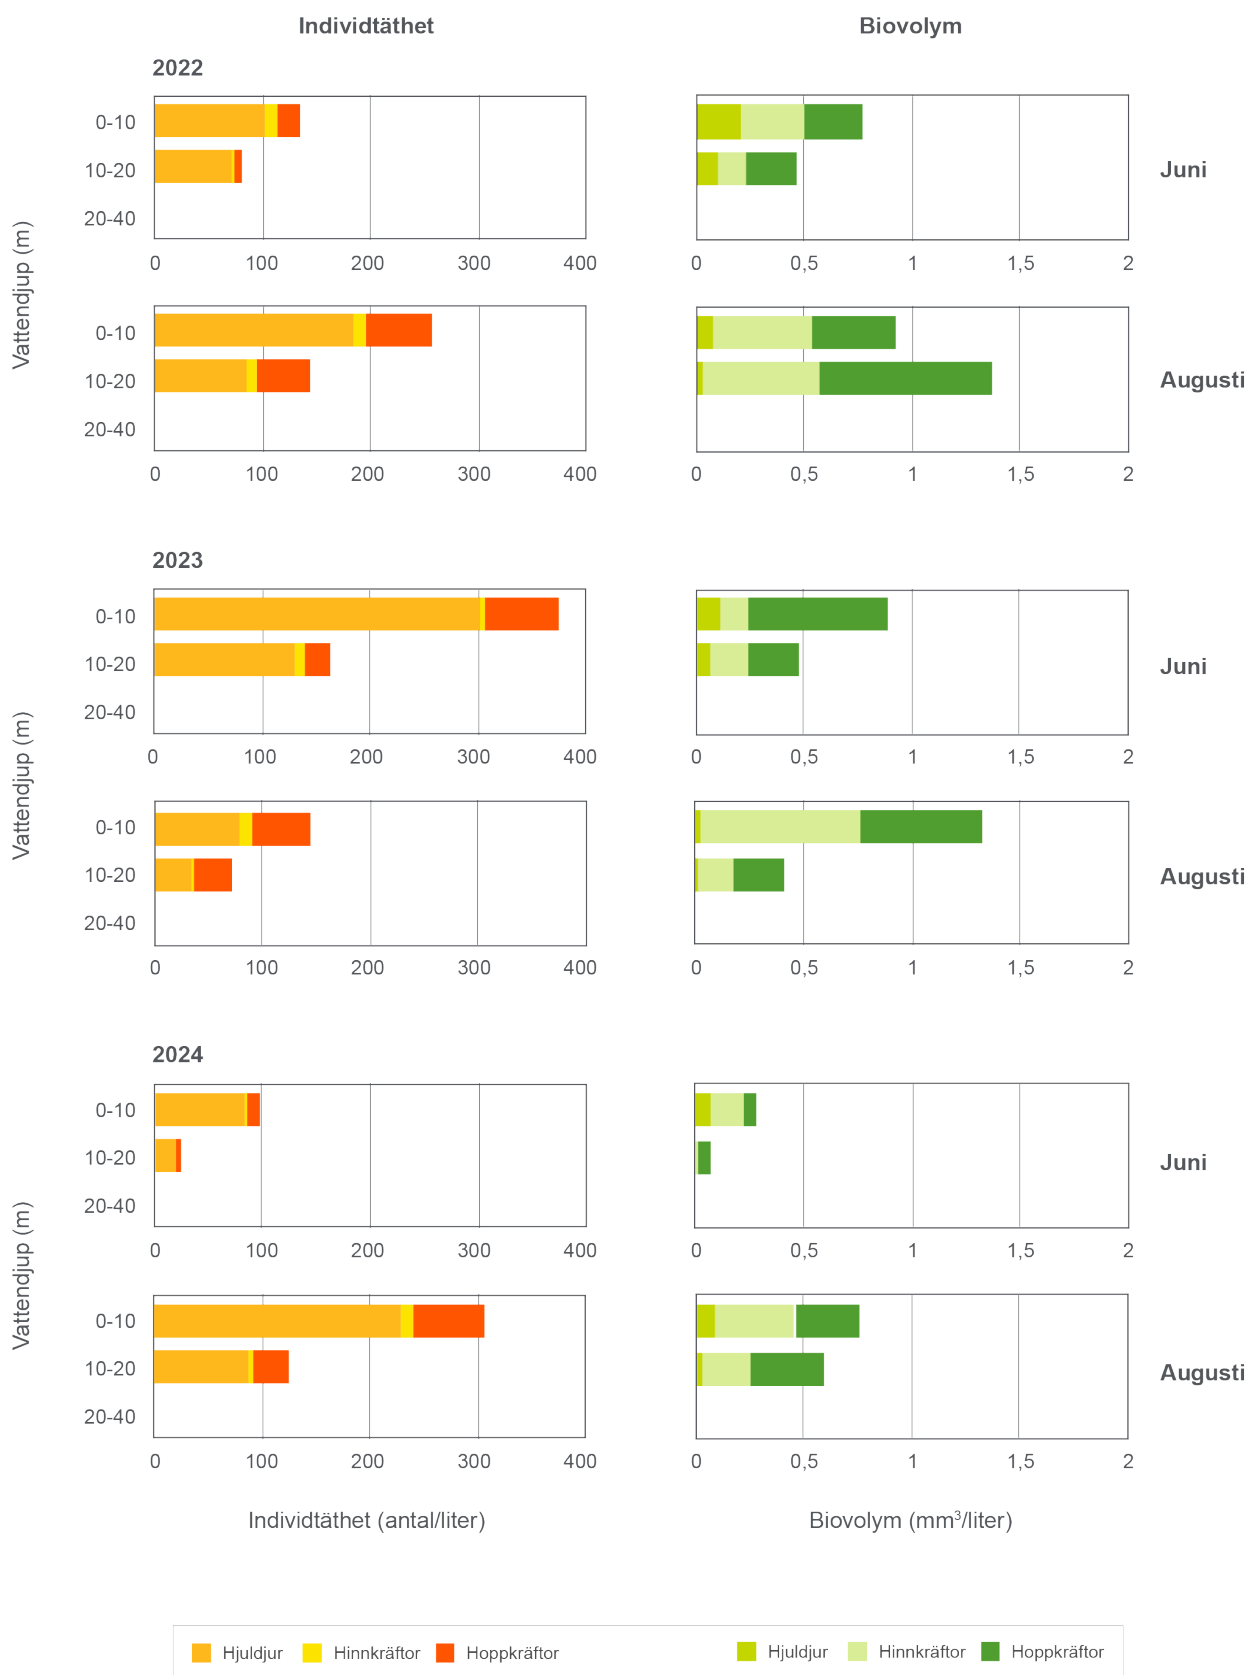 Individtäthet Biovolym
2022
0-10
10-20 Juni
20-40
0 100 200 300 400 0 0,5 1 1,5 2
Vattendjup (m)
0-10
10-20 Augusti
20-40
0 100 200 300 400 0 0,5 1 1,5 2
2023
0-10
10-20 Juni
20-40
0 100 200 300 400 0 0,5 1 1,5 2
Vattendjup (m)
0-10
10-20 Augusti
20-40
0 100 200 300 400 0 0,5 1 1,5 2
2024
0-10
10-20 Juni
20-40
0 100 200 300 400 0 0,5 1 1,5 2
Vattendjup (m)
0-10
10-20 Augusti
20-40
0 100 200 300 400 0 0,5 1 1,5 2
Individtäthet (antal/liter) Biovolym (mm³/liter)
Hjuldjur Hinnkräftor Hoppkräftor Hjuldjur Hinnkräftor Hoppkräftor